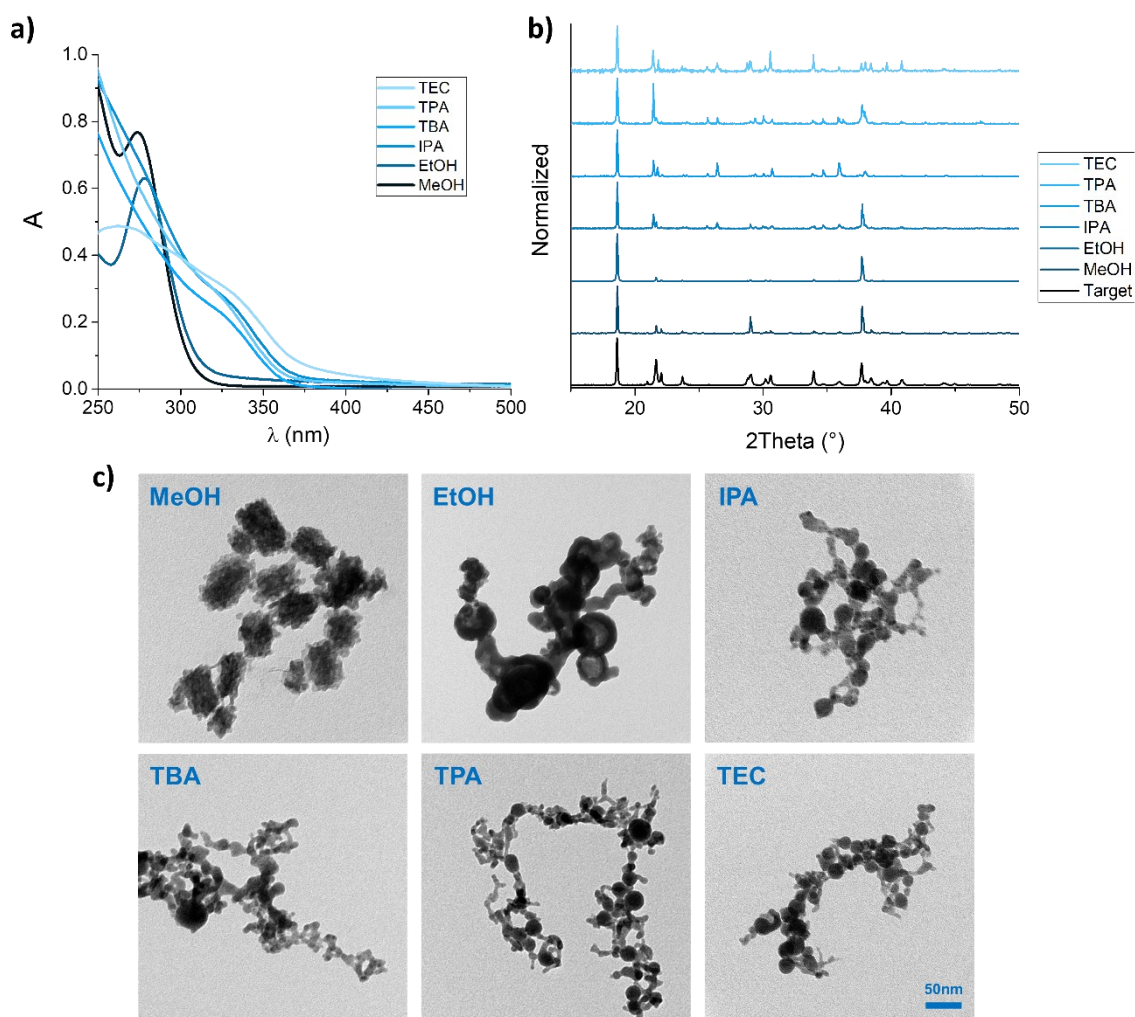 a)
1.0
0.8
0.6
0.4
0.2
0.0
A
250
300
350
400
450
500
λ (nm)
TEC
TPA
TBA
IPA
EtOH
MeOH
b)
Normalized
20
30
40
50
2Theta (°)
TEC
TPA
TBA
IPA
EtOH
MeOH
Target
c)
MeOH
EtOH
IPA
TBA
TPA
TEC
50nm